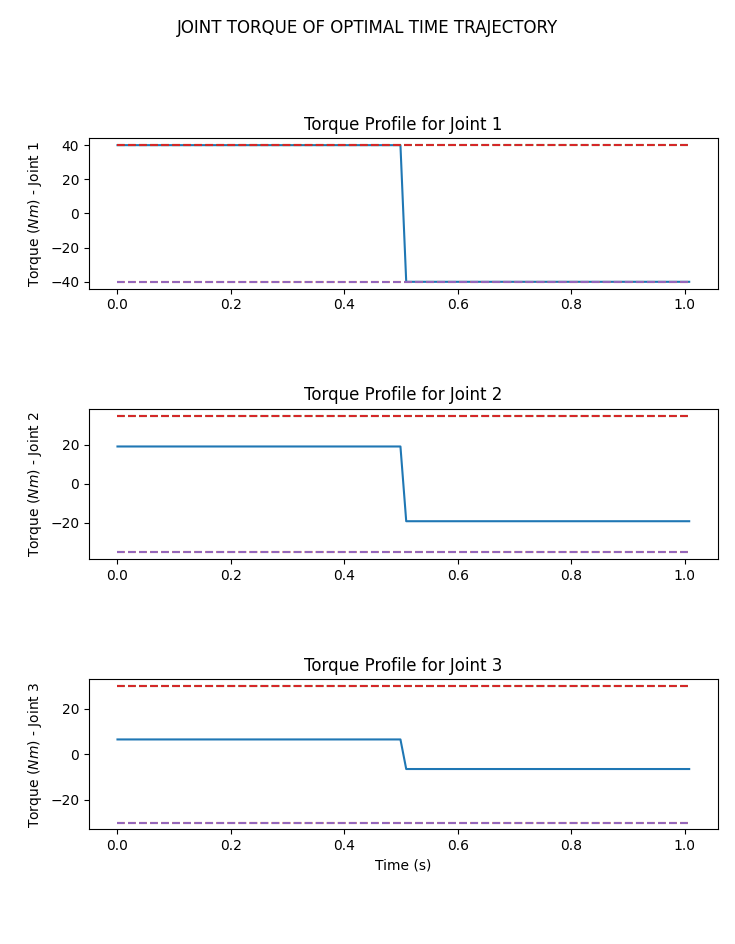 JOINT TORQUE OF OPTIMAL TIME TRAJECTORY
Torque Profile for Joint 1
Torque (Nm) - Joint 1
40
20
0
−20
−40
0.0 0.2 0.4 0.6 0.8 1.0
Torque Profile for Joint 2
Torque (Nm) - Joint 2
20
0
−20
0.0 0.2 0.4 0.6 0.8 1.0
Torque Profile for Joint 3
Torque (Nm) - Joint 3
20
0
−20
0.0 0.2 0.4 0.6 0.8 1.0
Time (s)